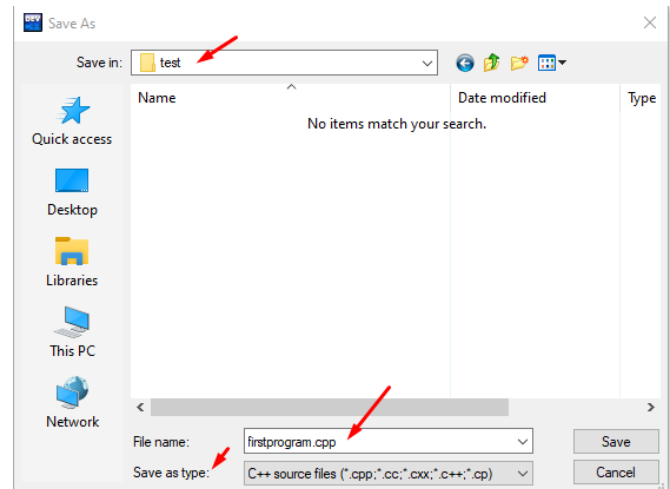 DEV
Save As
Save in:
test
Name
Date modified
Type
No items match your search.
Quick access
Desktop
Libraries
This PC
Network
File name:
firstprogram.cpp
Save
Save as type:
C++ source files (*.cpp;*.cc;*.cxx;*.c++;*.cp)
Cancel